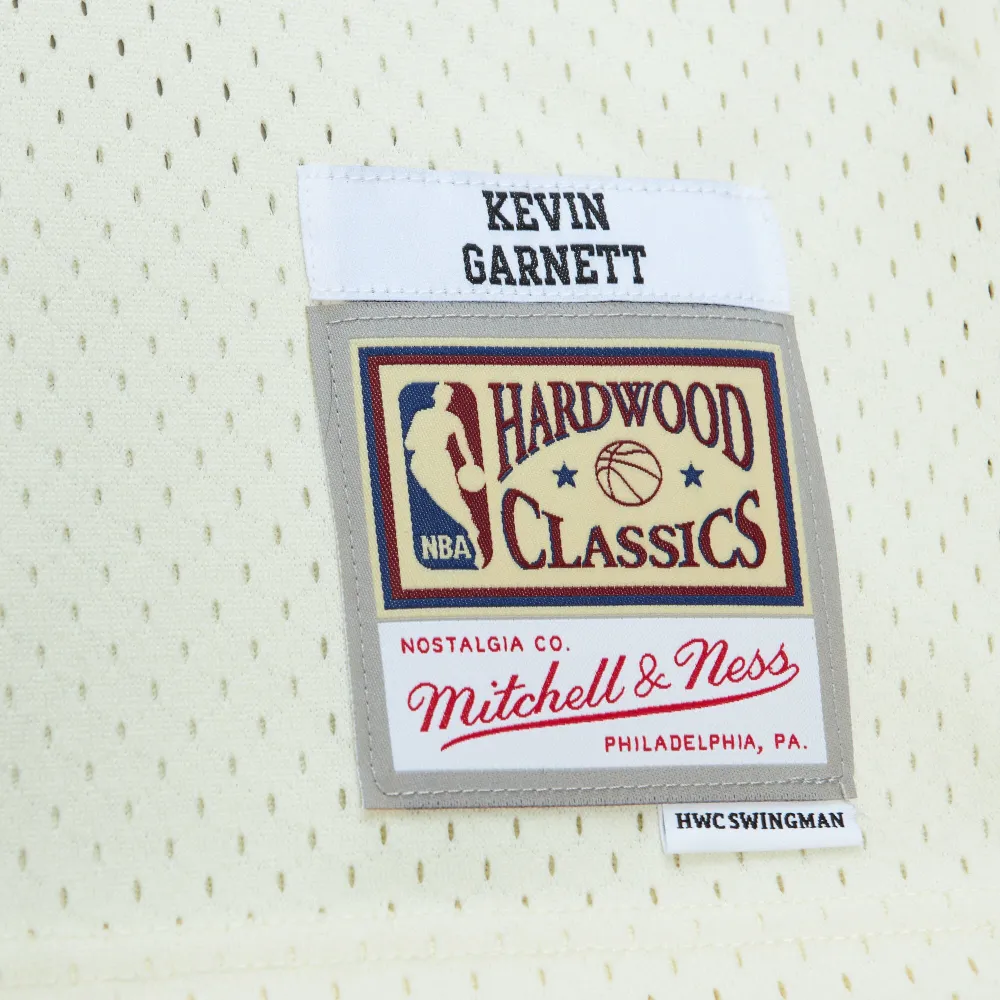 KEVIN
GARNETT
HARDWOOD
CLASSICS
NBA
NOSTALGIA CO.
Mitchell & Ness
PHILADELPHIA, PA.
HWC SWINGMAN